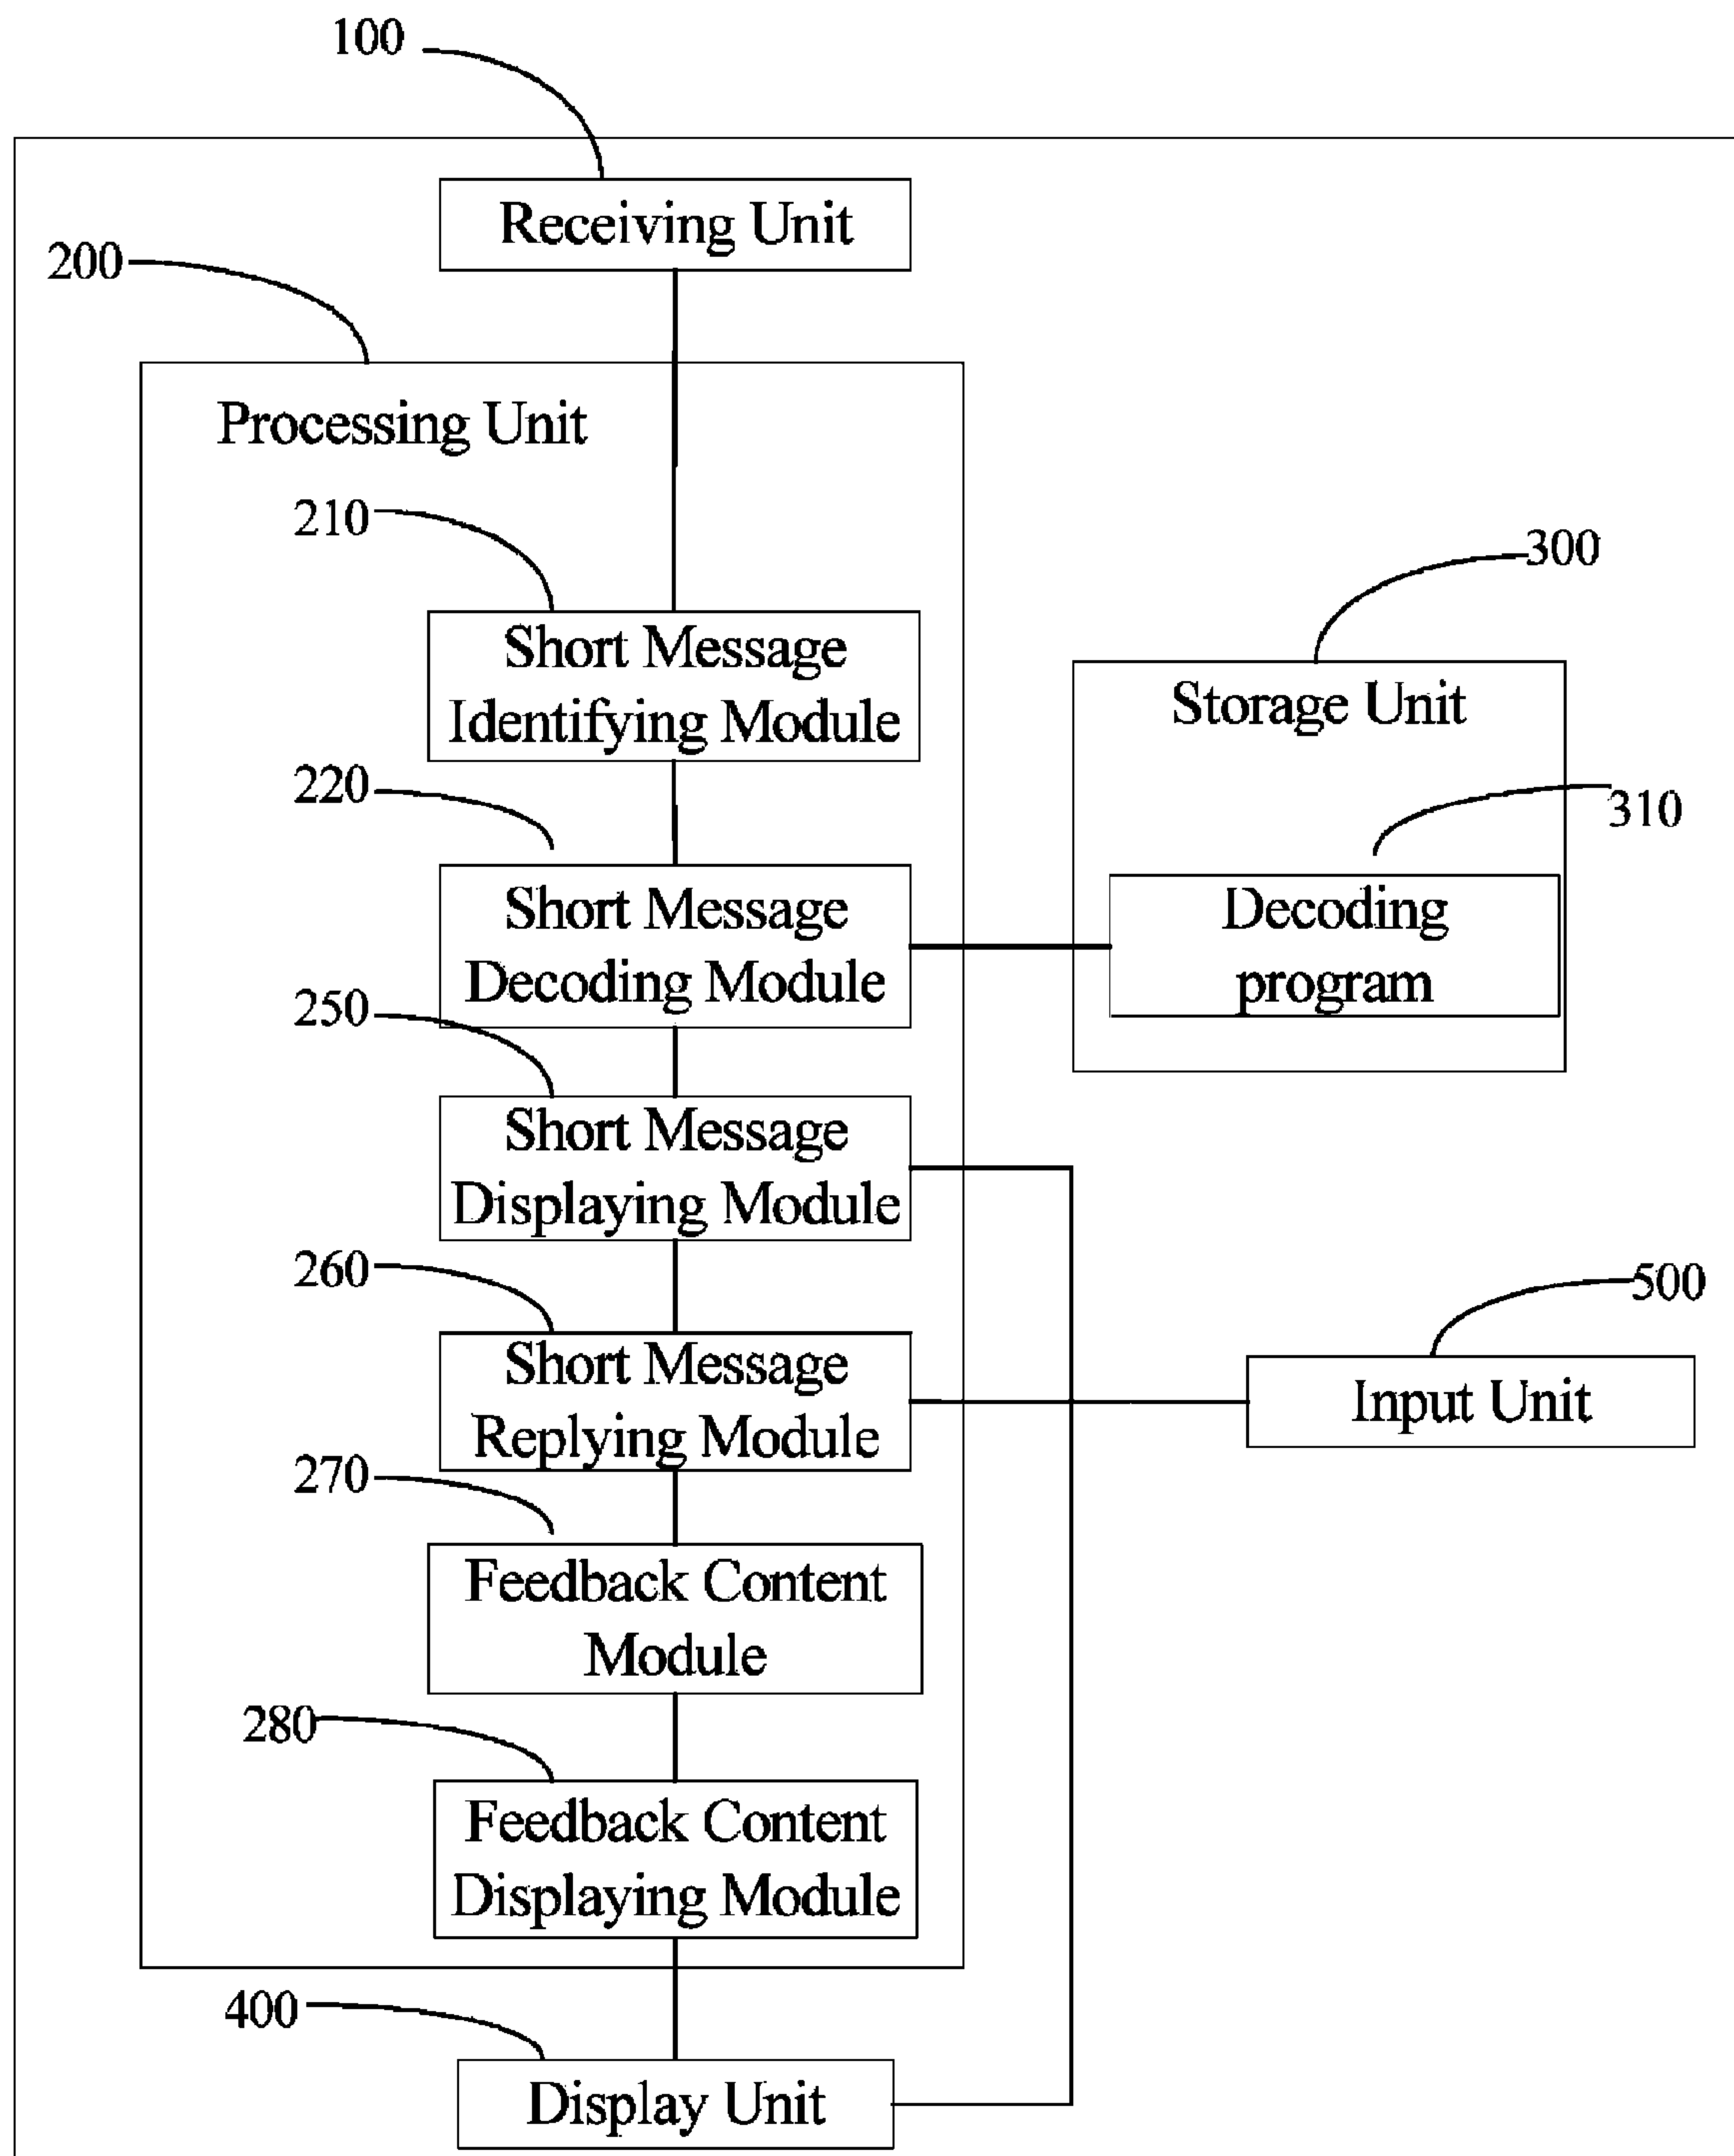 100
Receiving Unit
200
Processing Unit
210
Short Message
Identifying Module
300
Storage Unit
220
310
Short Message
Decoding Module
Decoding
program
250
Short Message
Displaying Module
260
500
Short Message
Replying Module
Input Unit
270
Feedback Content
Module
280
Feedback Content
Displaying Module
400
Display Unit